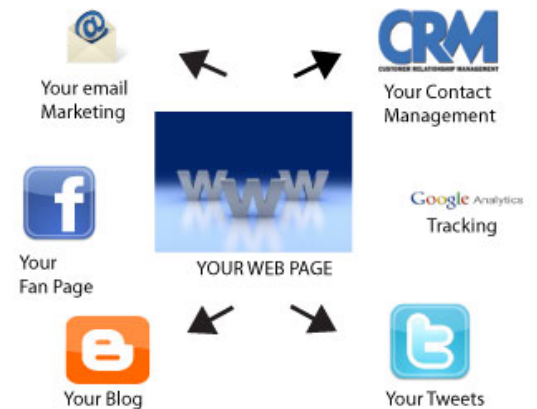 @
CRM
CUSTOMER RELATIONSHIP MANAGEMENT
Your email
Marketing
Your Contact
Management
WWW
f
Google Analytics
Tracking
YOUR WEB PAGE
Your
Fan Page
B
t
Your Blog
Your Tweets